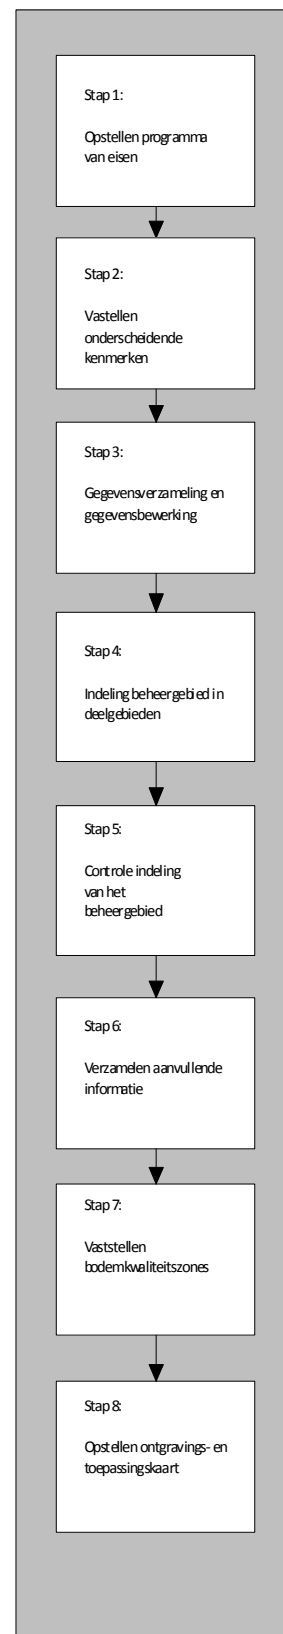 Stap 1:
Opstellen programma
van eisen
Stap 2:
Vastellen
onderscheidende
kenmerken
Stap 3:
Gegevensverzameling en
gegevensbewerking
Stap 4:
Indeling beheergebied in
deelgebieden
Stap 5:
Controle indeling
van het
beheergebied
Stap 6:
Verzamelen aanvullende
informatie
Stap 7:
Vaststellen
bodemkwaliteitszones
Stap 8:
Opstellen ontgravings- en
toepassingskaart